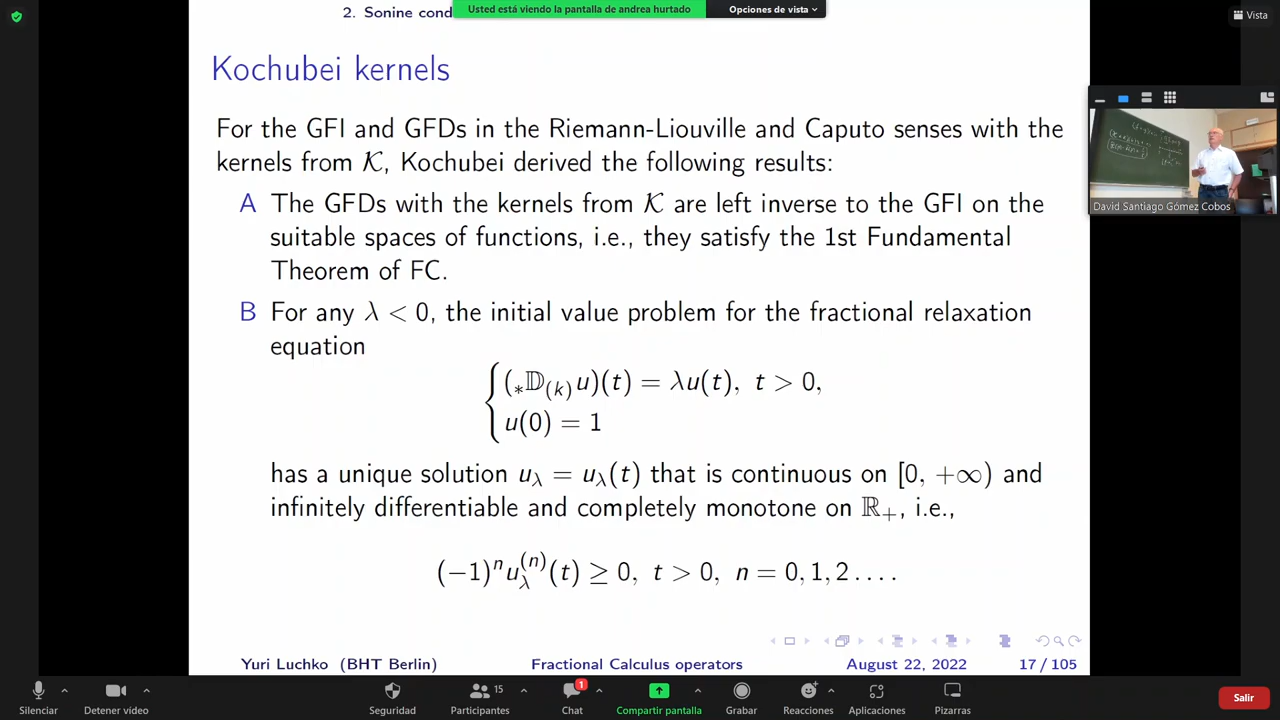 2. Sonine cond
Usted está viendo la pantalla de andrea hurtado
Opciones de vista
Vista
Kochubei kernels
For the GFI and GFDs in the Riemann-Liouville and Caputo senses with the
kernels from 𝒦, Kochubei derived the following results:
A The GFDs with the kernels from 𝒦 are left inverse to the GFI on the
suitable spaces of functions, i.e., they satisfy the 1st Fundamental
Theorem of FC.
B For any λ < 0, the initial value problem for the fractional relaxation
equation
(∗𝔻(k) u)(t) = λu(t), t > 0,
u(0) = 1
has a unique solution uλ = uλ(t) that is continuous on [0, +∞) and
infinitely differentiable and completely monotone on ℝ+, i.e.,
(−1)ⁿuλ⁽ⁿ⁾(t) ≥ 0, t > 0, n = 0, 1, 2 . . . .
David Santiago Gómez Cobos
Yuri Luchko (BHT Berlin) Fractional Calculus operators August 22, 2022 17 / 105
15 1
Silenciar Detener vídeo Seguridad Participantes Chat Compartir pantalla Grabar Reacciones Aplicaciones Pizarras Salir